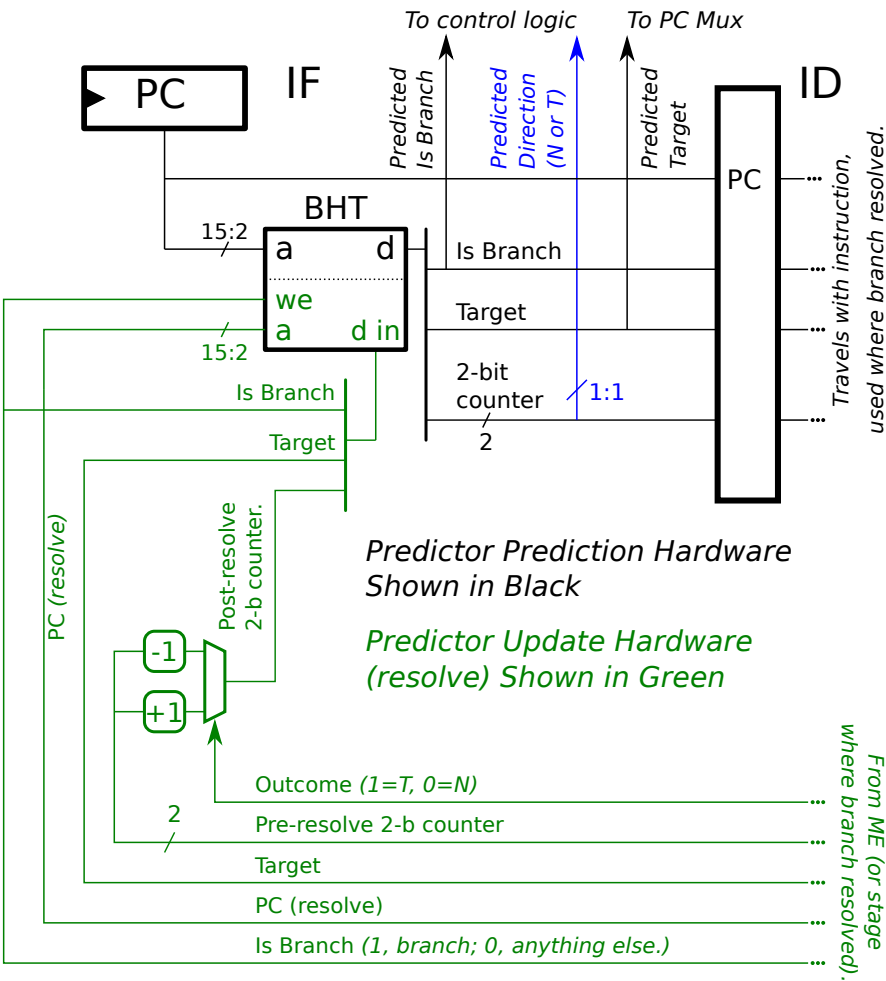 To control logic
To PC Mux
PC
IF
ID
Predicted
Is Branch
Predicted
Direction
(N or T)
Predicted
Target
PC
BHT
15:2
a
d
we
a
d in
15:2
Is Branch
Target
2-bit
counter
2
1:1
Travels with instruction,
used where branch resolved.
Is Branch
Target
PC (resolve)
Post-resolve
2-b counter.
Predictor Prediction Hardware
Shown in Black
Predictor Update Hardware
(resolve) Shown in Green
-1
+1
Outcome (1=T, 0=N)
2
Pre-resolve 2-b counter
Target
PC (resolve)
Is Branch (1, branch; 0, anything else.)
From ME (or stage
where branch resolved).